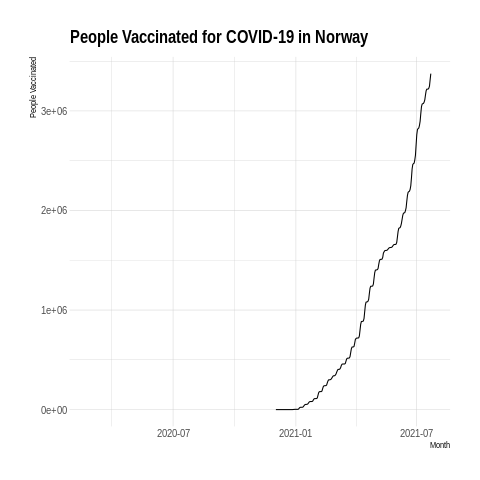 People Vaccinated for COVID-19 in Norway
People Vaccinated
3e+06
2e+06
1e+06
0e+00
2020-07
2021-01
2021-07
Month